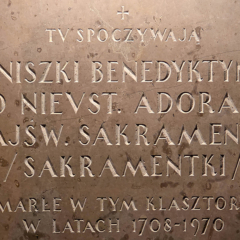 TV SPOCZYWAJĄ
NISZKI BENEDYKTYN
O NIEVST. ADORA
AJŚW. SAKRAMEN
/SAKRAMENTKI/
MARŁE W TYM KLASZTOR
W LATACH 1708-1970